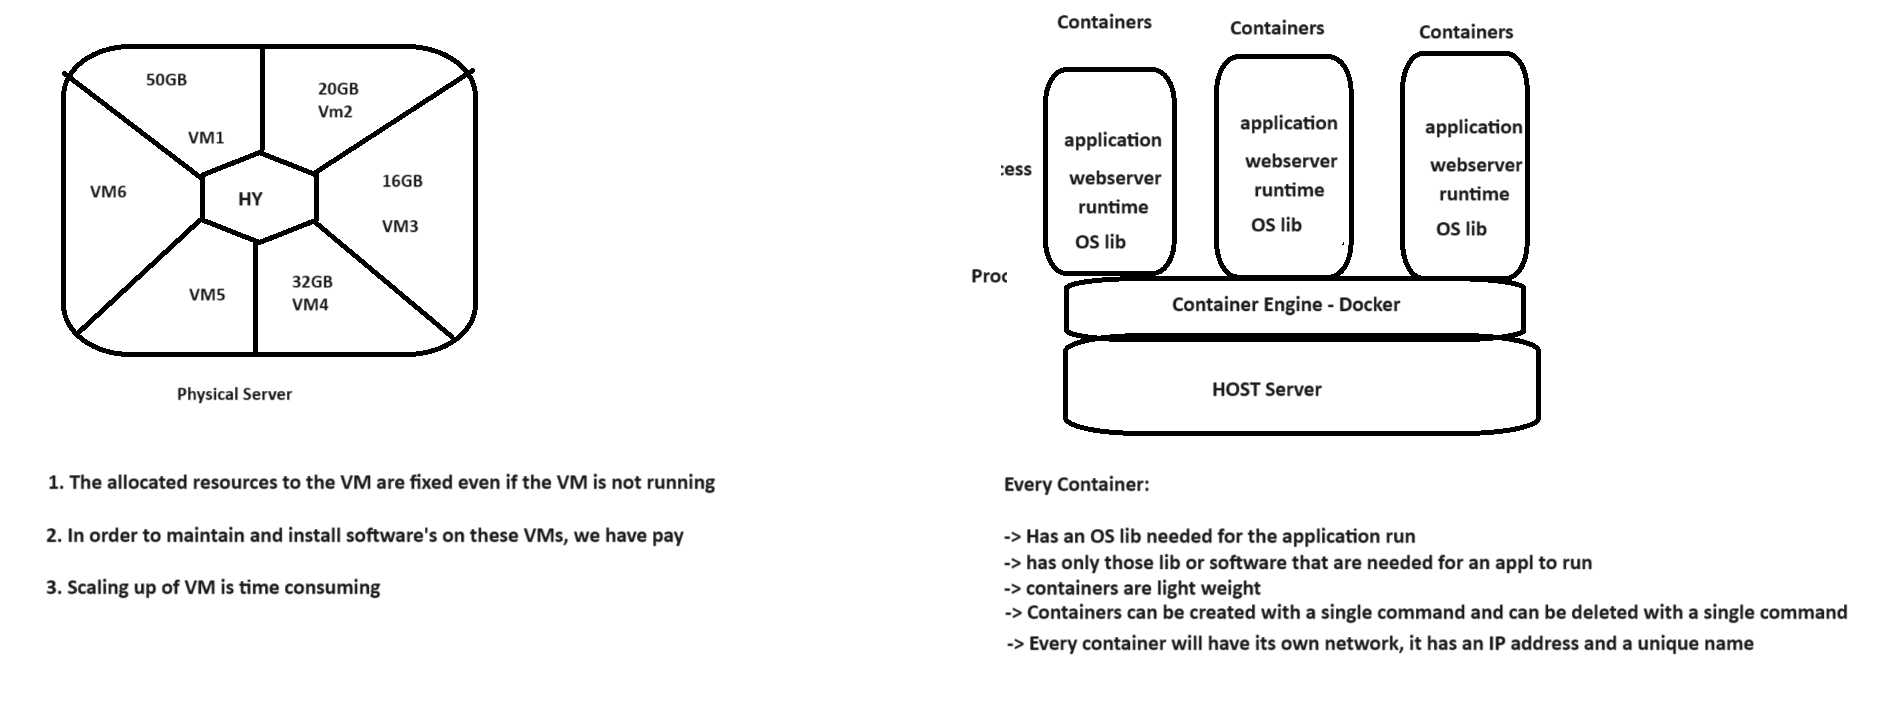 50GB
VM1
20GB
Vm2
VM6
HY
16GB
VM3
VM5
32GB
VM4
Physical Server
1. The allocated resources to the VM are fixed even if the VM is not running
2. In order to maintain and install software's on these VMs, we have pay
3. Scaling up of VM is time consuming
Containers
Containers
Containers
application
webserver
runtime
OS lib
application
webserver
runtime
OS lib
application
webserver
runtime
OS lib
ess
Proc
Container Engine - Docker
HOST Server
Every Container:
-> Has an OS lib needed for the application run
-> has only those lib or software that are needed for an appl to run
-> containers are light weight
-> Containers can be created with a single command and can be deleted with a single command
-> Every container will have its own network, it has an IP address and a unique name